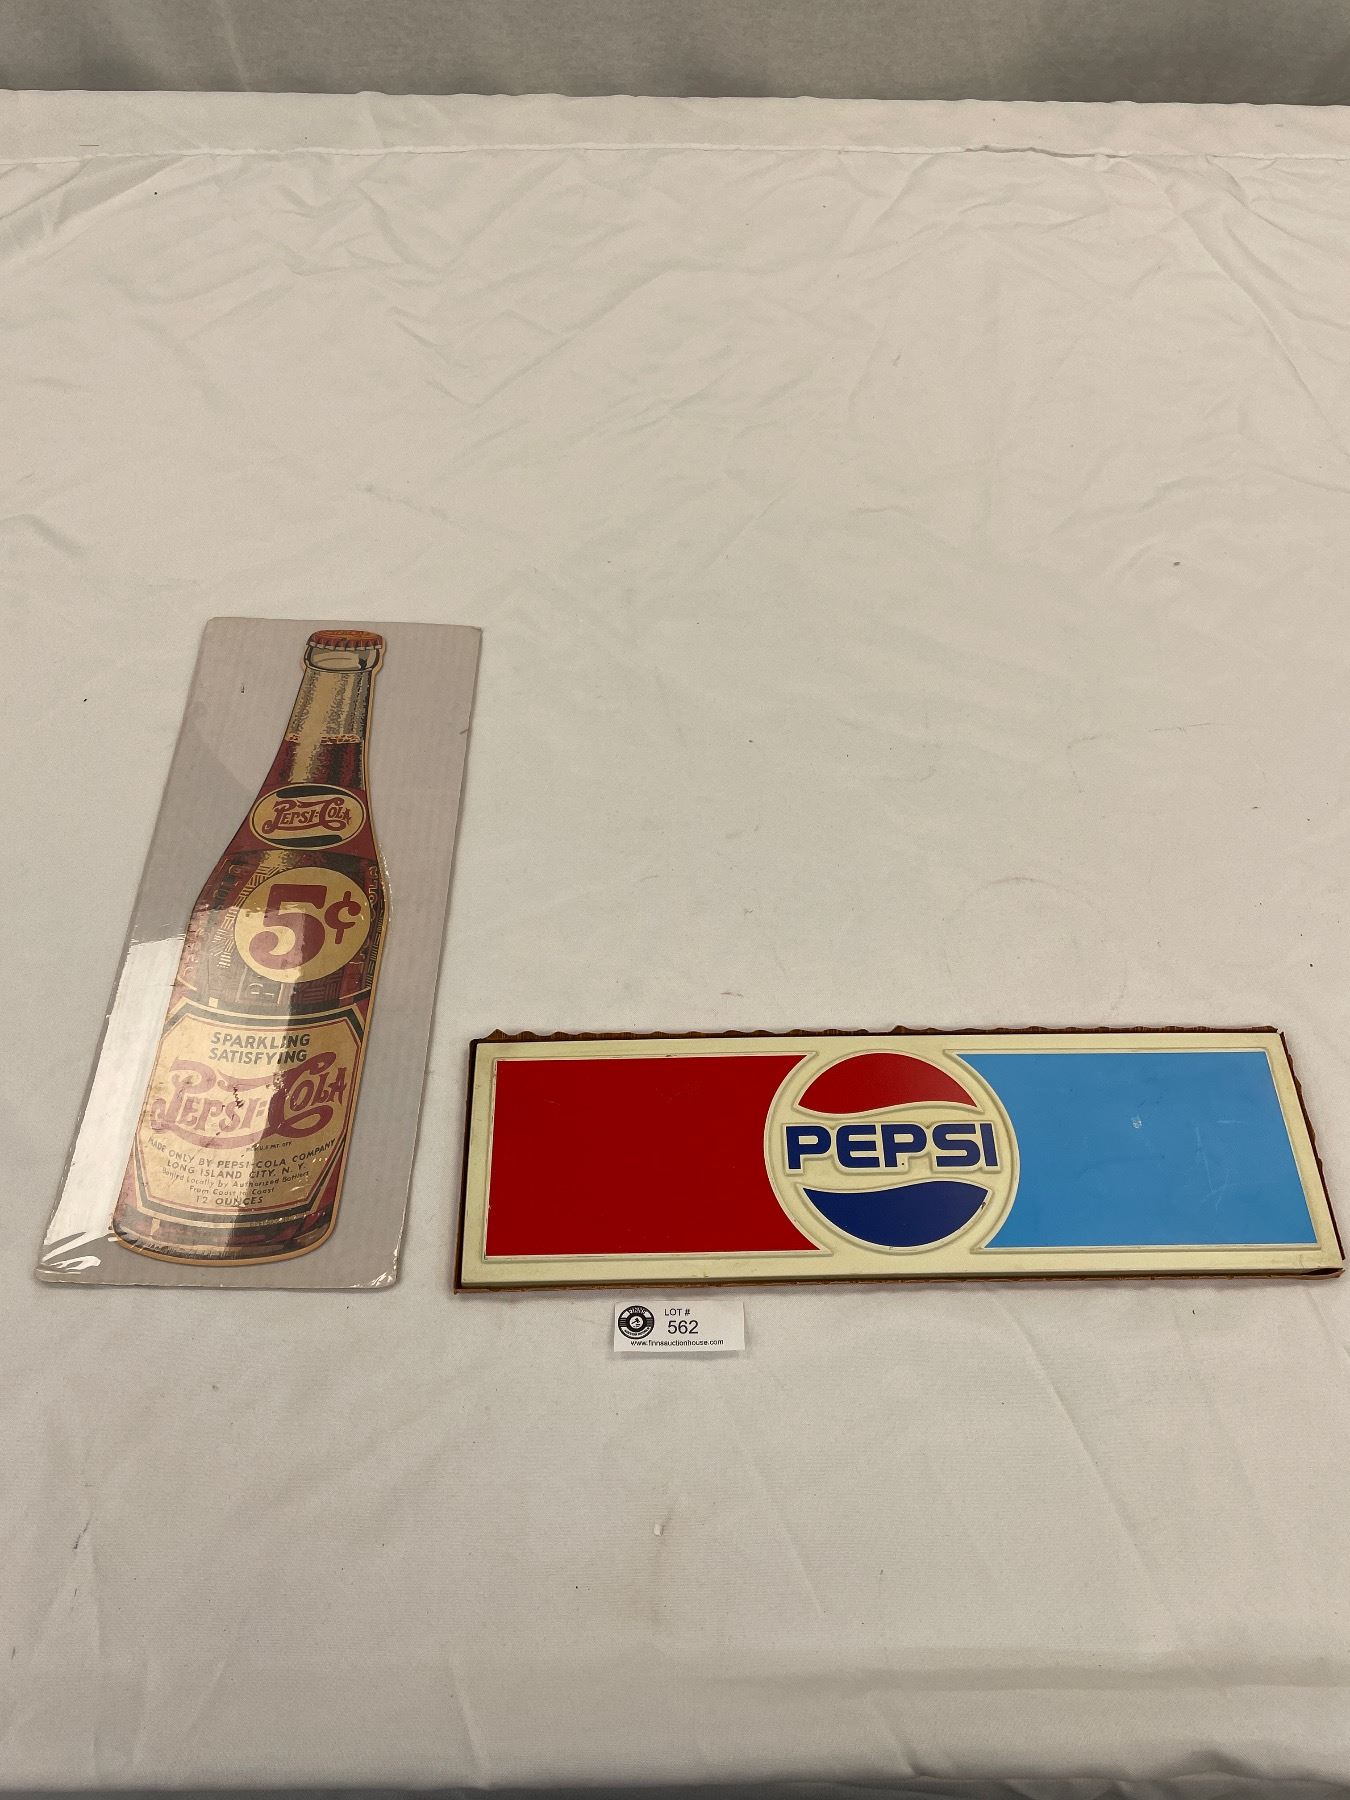 PEPSI-COLA
5¢
SPARKLING
SATISFYING
PEPSI-COLA
MADE ONLY BY PEPSI-COLA COMPANY
LONG ISLAND CITY, N. Y.
Bottled Locally by Authorized Bottlers
From Coast to Coast
12 OUNCES
PEPSI
LOT #
562
www.finnsauctionhouse.com